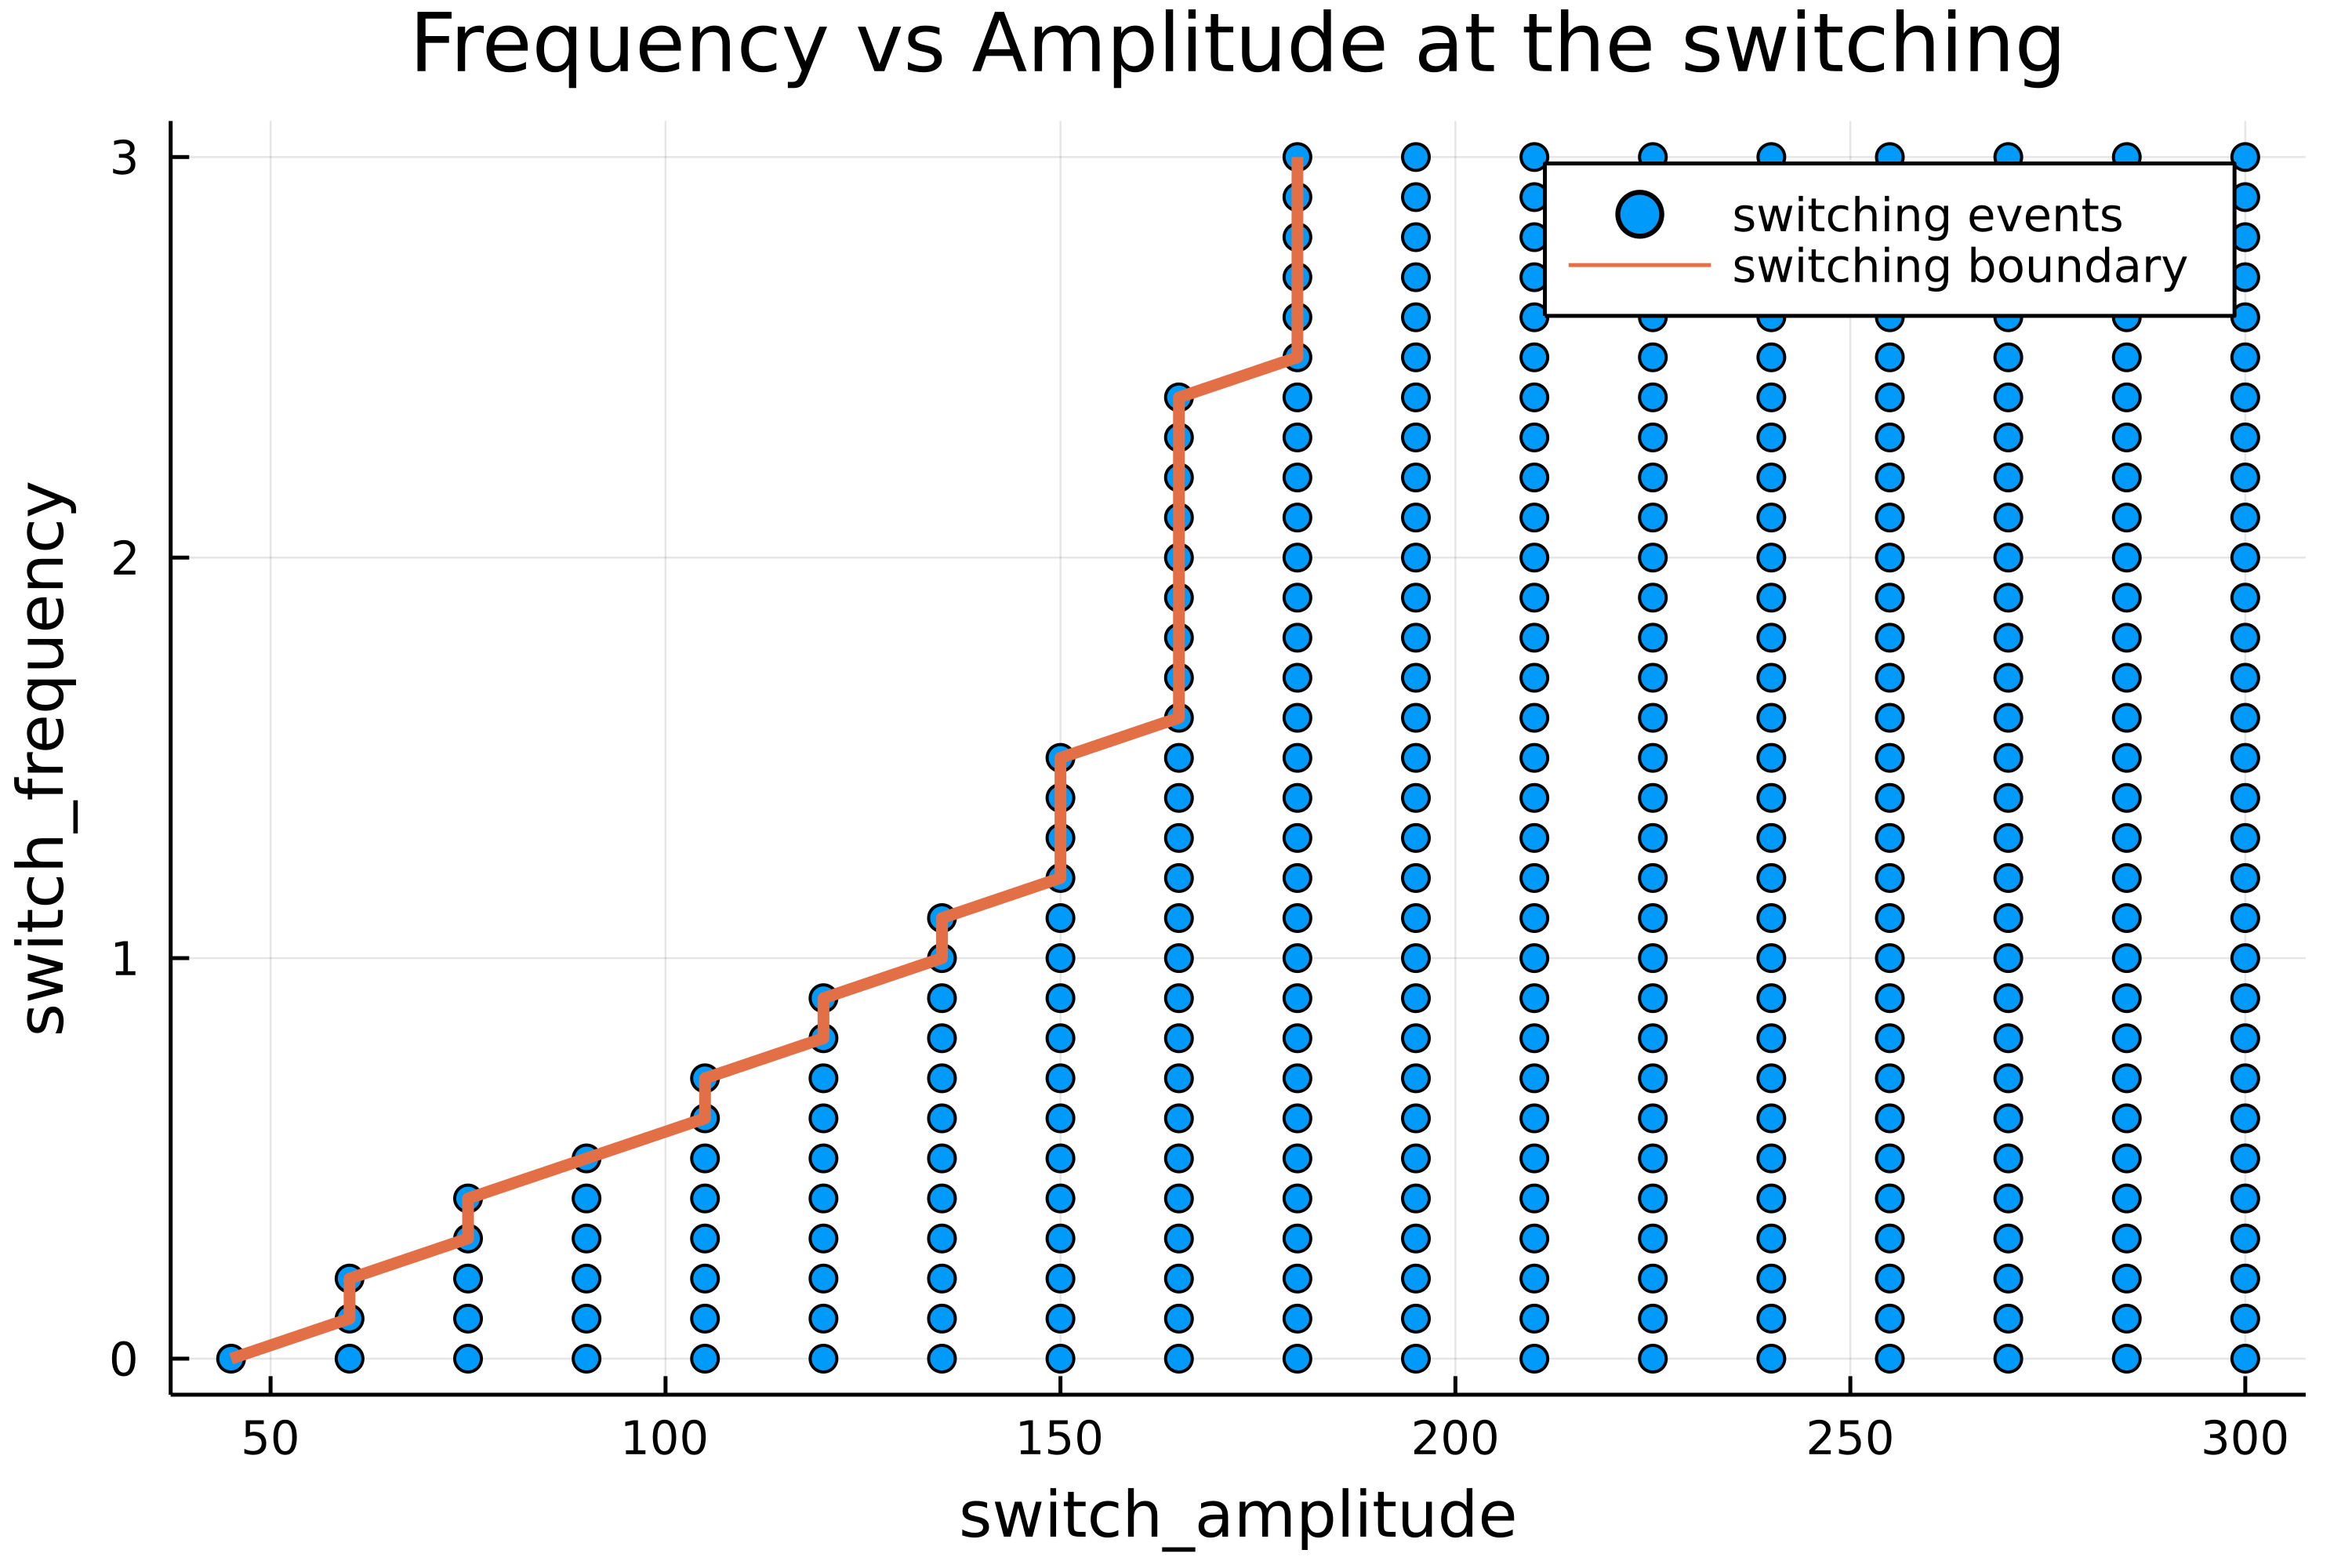 Frequency vs Amplitude at the switching
switching events
switching boundary
switch_frequency
3
2
1
0
50 100 150 200 250 300
switch_amplitude